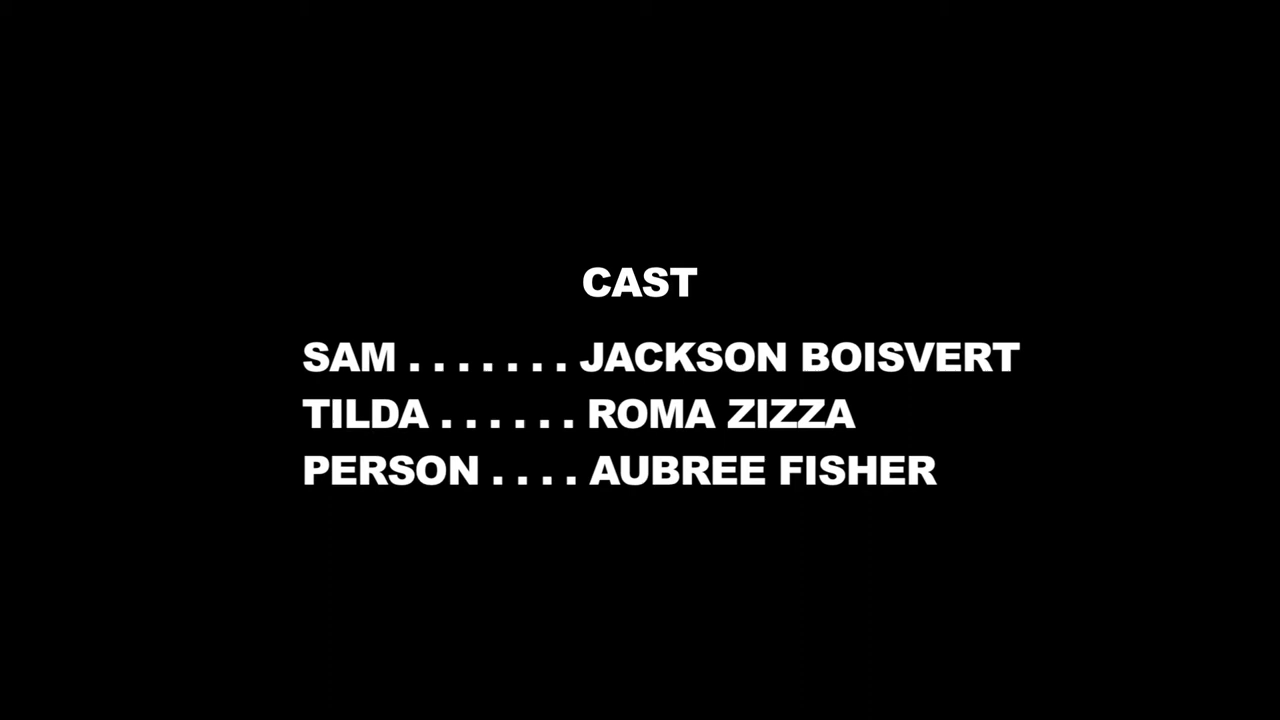 CAST
SAM . . . . . . . JACKSON BOISVERT
TILDA . . . . . . ROMA ZIZZA
PERSON . . . . AUBREE FISHER